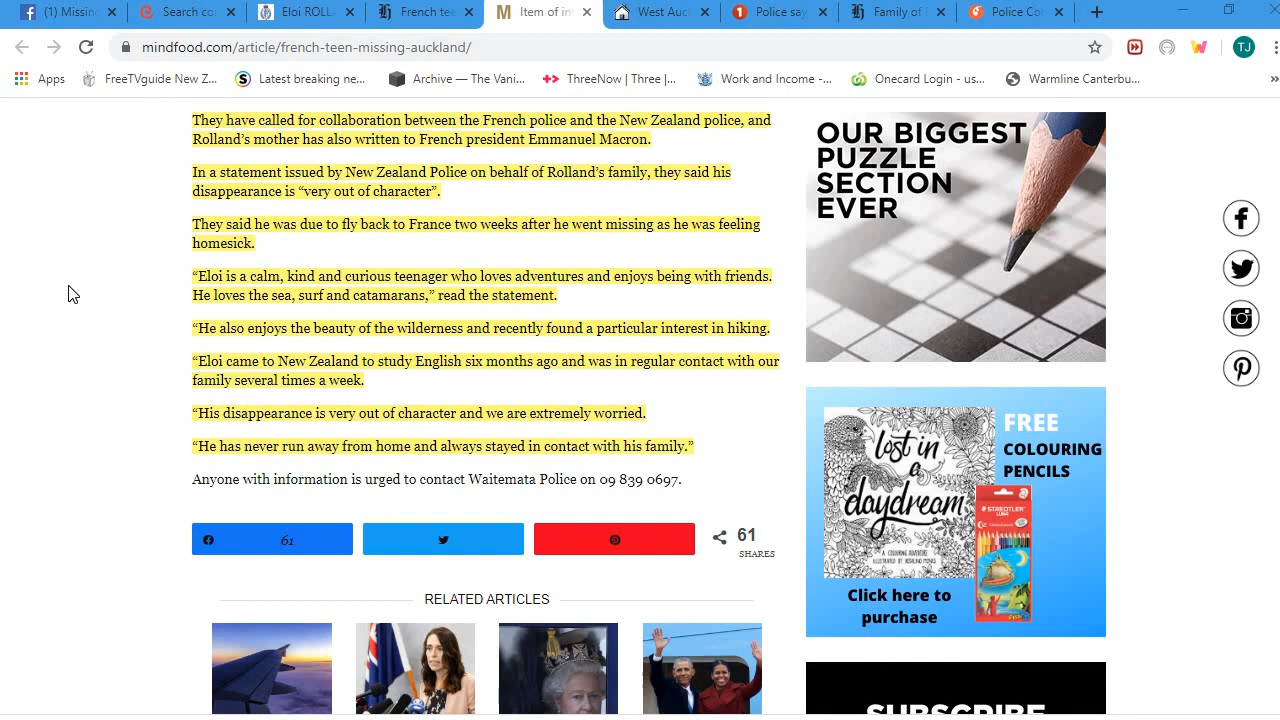 (1) Missing
Search co
Eloi ROLL
French tee
Item of in
West Auc
Police say
Family of
Police Co
mindfood.com/article/french-teen-missing-auckland/
TJ
Apps
FreeTVguide New Z...
Latest breaking ne...
Archive — The Vani...
ThreeNow | Three |...
Work and Income -...
Onecard Login - us...
Warmline Canterbu...
They have called for collaboration between the French police and the New Zealand police, and
Rolland’s mother has also written to French president Emmanuel Macron.
In a statement issued by New Zealand Police on behalf of Rolland’s family, they said his
disappearance is “very out of character”.
They said he was due to fly back to France two weeks after he went missing as he was feeling
homesick.
“Eloi is a calm, kind and curious teenager who loves adventures and enjoys being with friends.
He loves the sea, surf and catamarans,” read the statement.
“He also enjoys the beauty of the wilderness and recently found a particular interest in hiking.
“Eloi came to New Zealand to study English six months ago and was in regular contact with our
family several times a week.
“His disappearance is very out of character and we are extremely worried.
“He has never run away from home and always stayed in contact with his family.”
Anyone with information is urged to contact Waitemata Police on 09 839 0697.
61
61
SHARES
RELATED ARTICLES
OUR BIGGEST
PUZZLE
SECTION
EVER
lost in
a
daydream
A COLOURING ADVENTURE
ILLUSTRATED BY ROSALIND MONKS
FREE
COLOURING
PENCILS
STAEDTLER
LUNA
Click here to
purchase
SUBSCRIBE